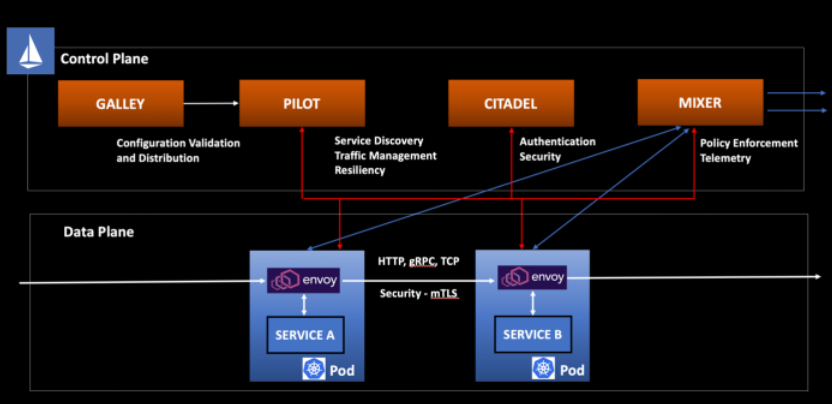 Control Plane
GALLEY
PILOT
CITADEL
MIXER
Configuration Validation
and Distribution
Service Discovery
Traffic Management
Resiliency
Authentication
Security
Policy Enforcement
Telemetry
Data Plane
HTTP, gRPC, TCP
envoy
envoy
Security - mTLS
SERVICE A
SERVICE B
Pod
Pod